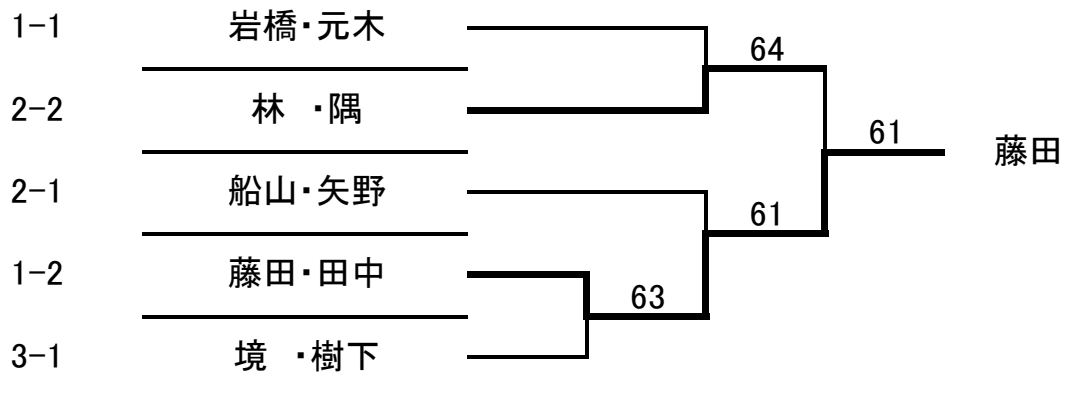 1-1 岩橋・元木
64
2-2 林 ・隅
61 藤田
2-1 船山・矢野
61
1-2 藤田・田中
63
3-1 境 ・樹下